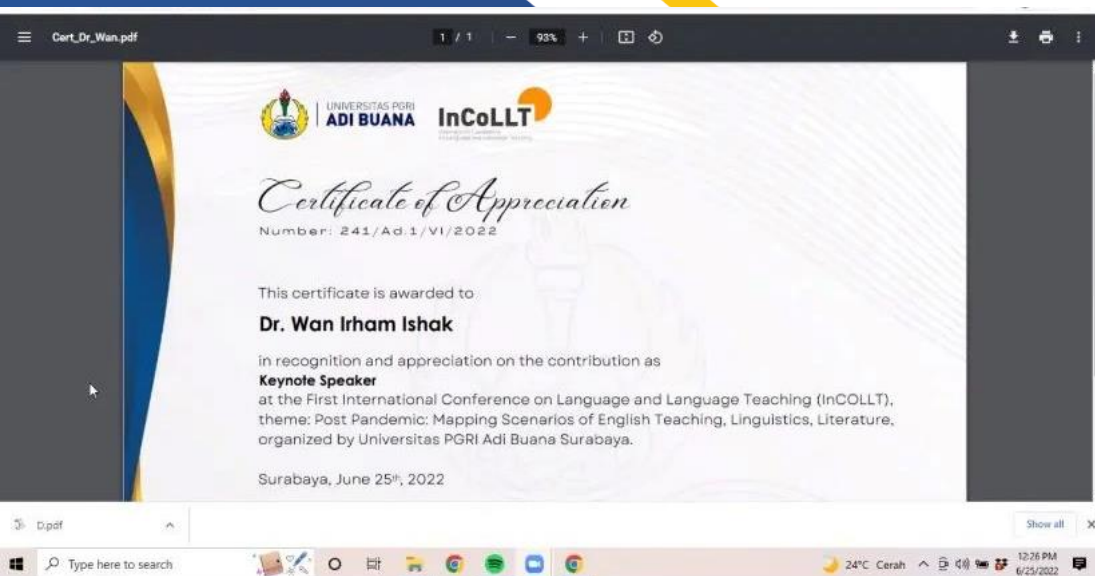 Cert_Dr_Wan.pdf
1 / 1 | − 93% +
UNIVERSITAS PGRI
ADI BUANA
InCoLLT
Certificate of Appreciation
Number: 241/Ad.1/VI/2022
This certificate is awarded to
Dr. Wan Irham Ishak
in recognition and appreciation on the contribution as
Keynote Speaker
at the First International Conference on Language and Language Teaching (InCOLLT),
theme: Post Pandemic: Mapping Scenarios of English Teaching, Linguistics, Literature,
organized by Universitas PGRI Adi Buana Surabaya.
Surabaya, June 25th, 2022
D.pdf
Show all
Type here to search
24°C Cerah
12:26 PM
6/25/2022